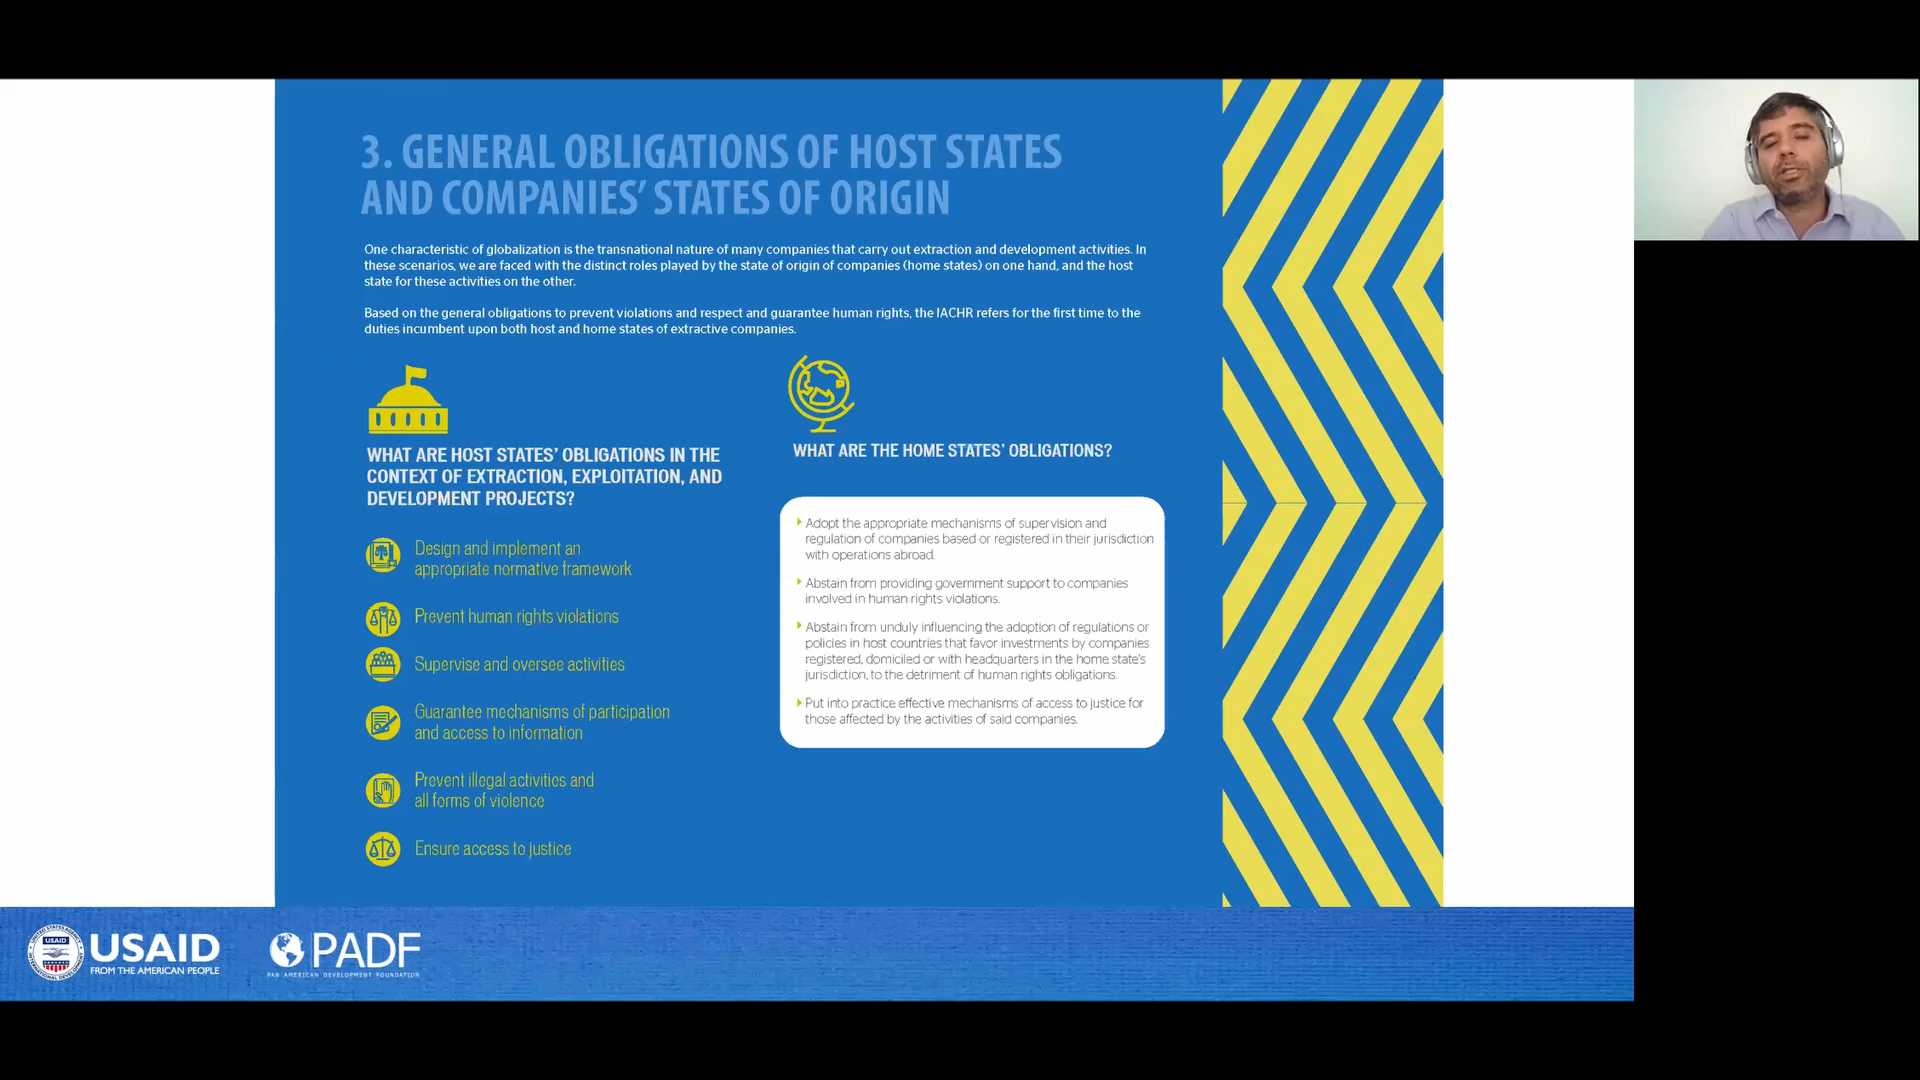 3. GENERAL OBLIGATIONS OF HOST STATES
AND COMPANIES' STATES OF ORIGIN
One characteristic of globalization is the transnational nature of many companies that carry out extraction and development activities. In
these scenarios, we are faced with the distinct roles played by the state of origin of companies (home states) on one hand, and the host
state for these activities on the other.
Based on the general obligations to prevent violations and respect and guarantee human rights, the IACHR refers for the first time to the
duties incumbent upon both host and home states of extractive companies.
WHAT ARE HOST STATES' OBLIGATIONS IN THE
CONTEXT OF EXTRACTION, EXPLOITATION, AND
DEVELOPMENT PROJECTS?
Design and implement an
appropriate normative framework
Prevent human rights violations
Supervise and oversee activities
Guarantee mechanisms of participation
and access to information
Prevent illegal activities and
all forms of violence
Ensure access to justice
WHAT ARE THE HOME STATES' OBLIGATIONS?
Adopt the appropriate mechanisms of supervision and
regulation of companies based or registered in their jurisdiction
with operations abroad.
Abstain from providing government support to companies
involved in human rights violations.
Abstain from unduly influencing the adoption of regulations or
policies in host countries that favor investments by companies
registered, domiciled or with headquarters in the home state's
jurisdiction, to the detriment of human rights obligations.
Put into practice effective mechanisms of access to justice for
those affected by the activities of said companies.
USAID
USAID
FROM THE AMERICAN PEOPLE
PADF
PAN AMERICAN DEVELOPMENT FOUNDATION